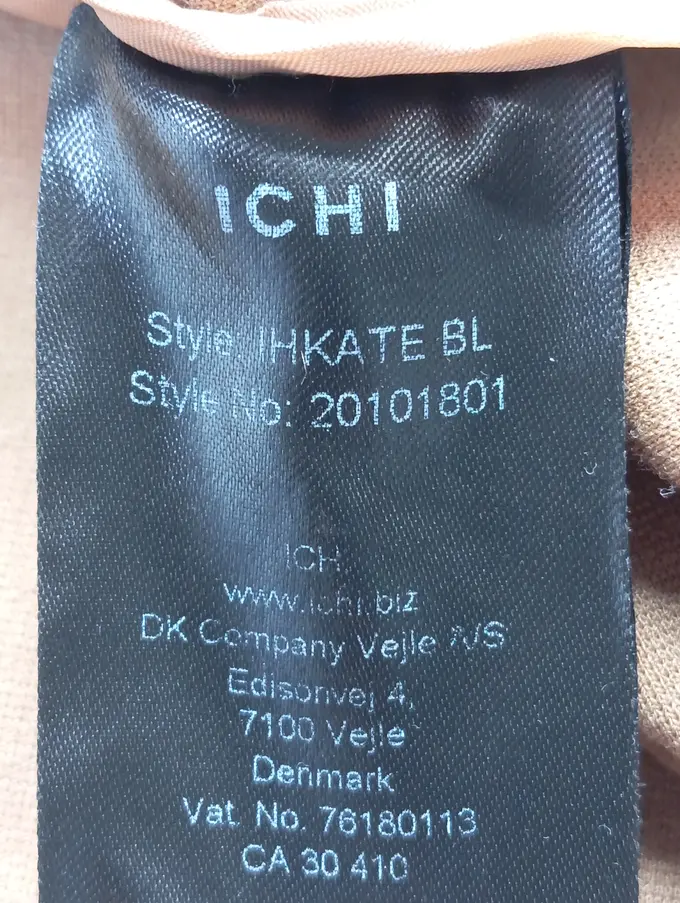 ICHI
Style: IHKATE BL
Style No: 20101801
ICHI
www.ichi.biz
DK Company Vejle A/S
Edisonvej 4,
7100 Vejle
Denmark
Vat. No. 76180113
CA 30 410